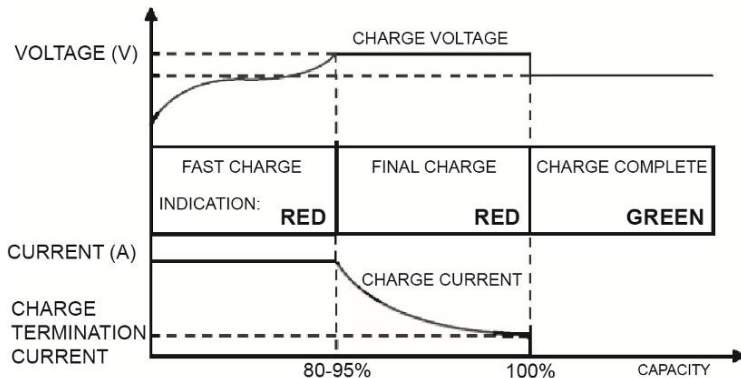 VOLTAGE (V)
CHARGE VOLTAGE
FAST CHARGE
FINAL CHARGE
CHARGE COMPLETE
INDICATION:
RED
RED
GREEN
CURRENT (A)
CHARGE CURRENT
CHARGE
TERMINATION
CURRENT
80-95%
100%
CAPACITY